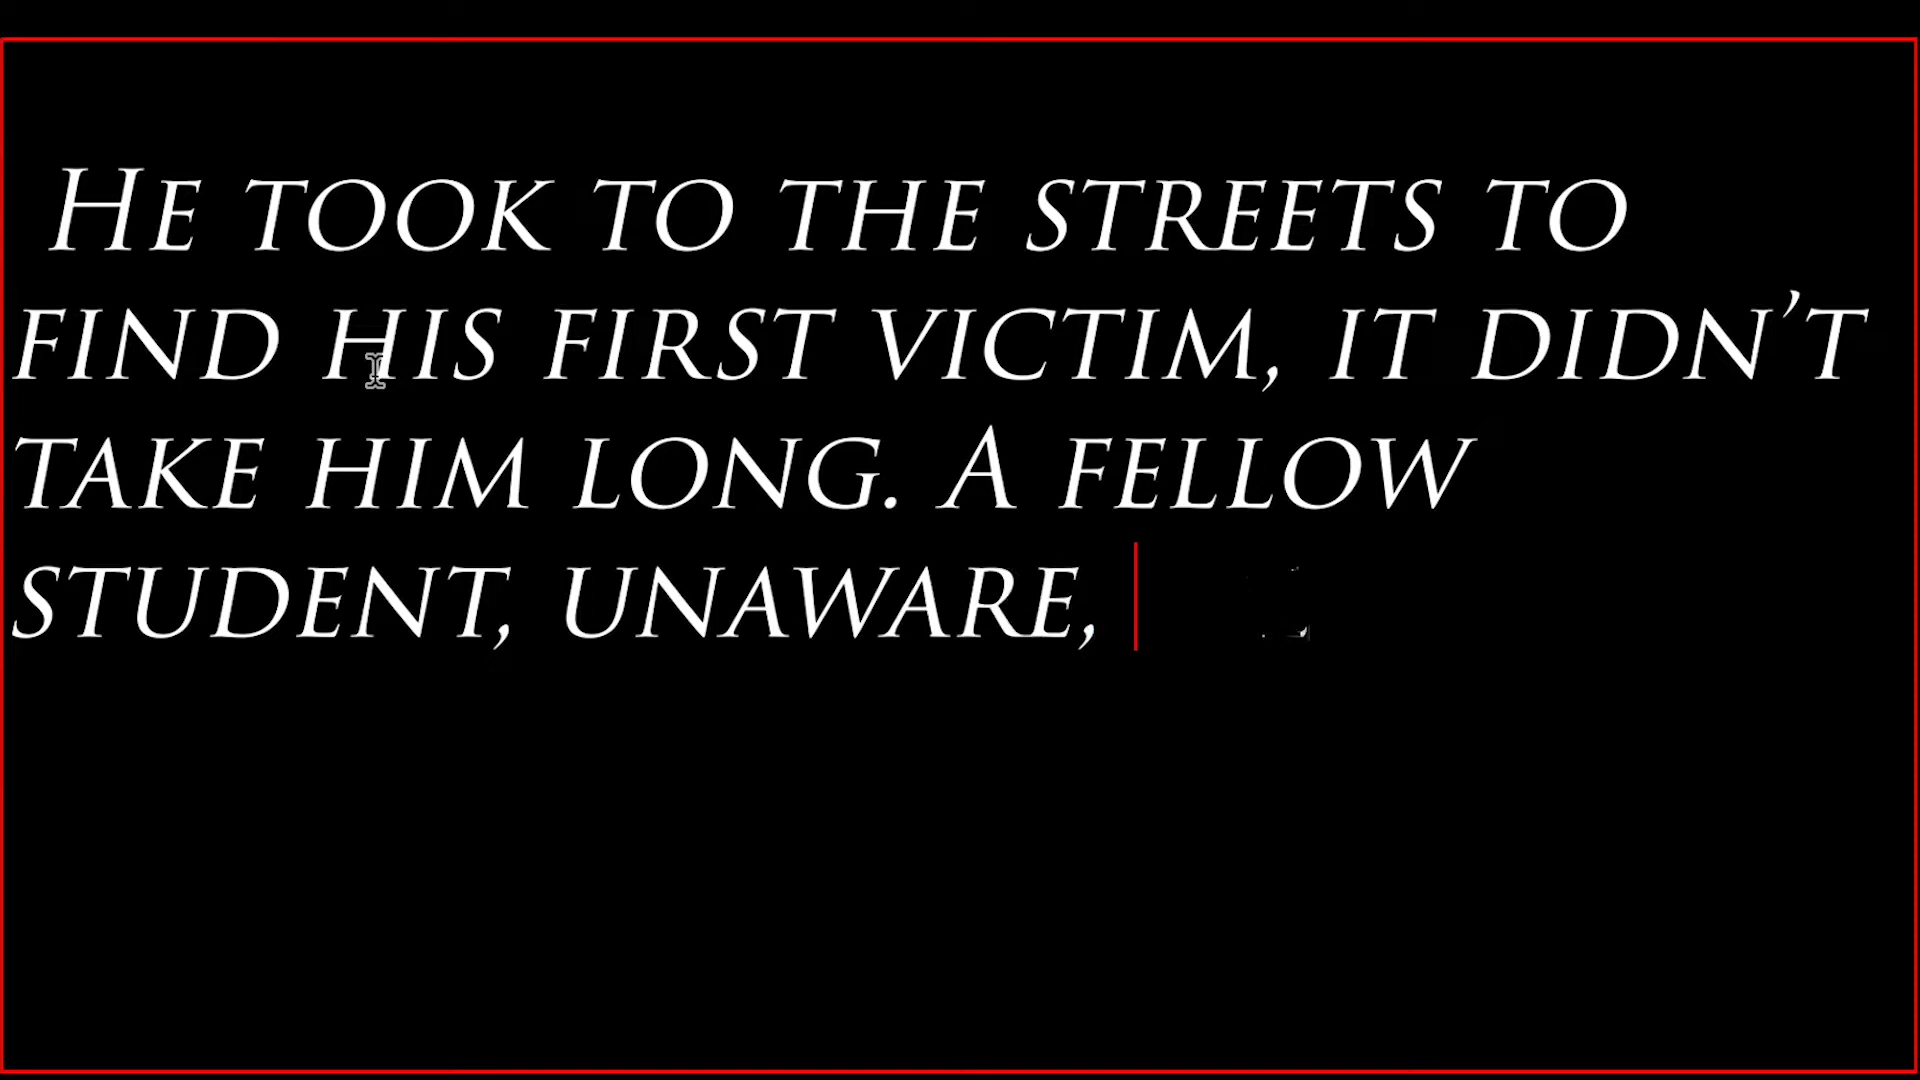 He took to the streets to
find his first victim, it didn’t
take him long. A fellow
student, unaware,